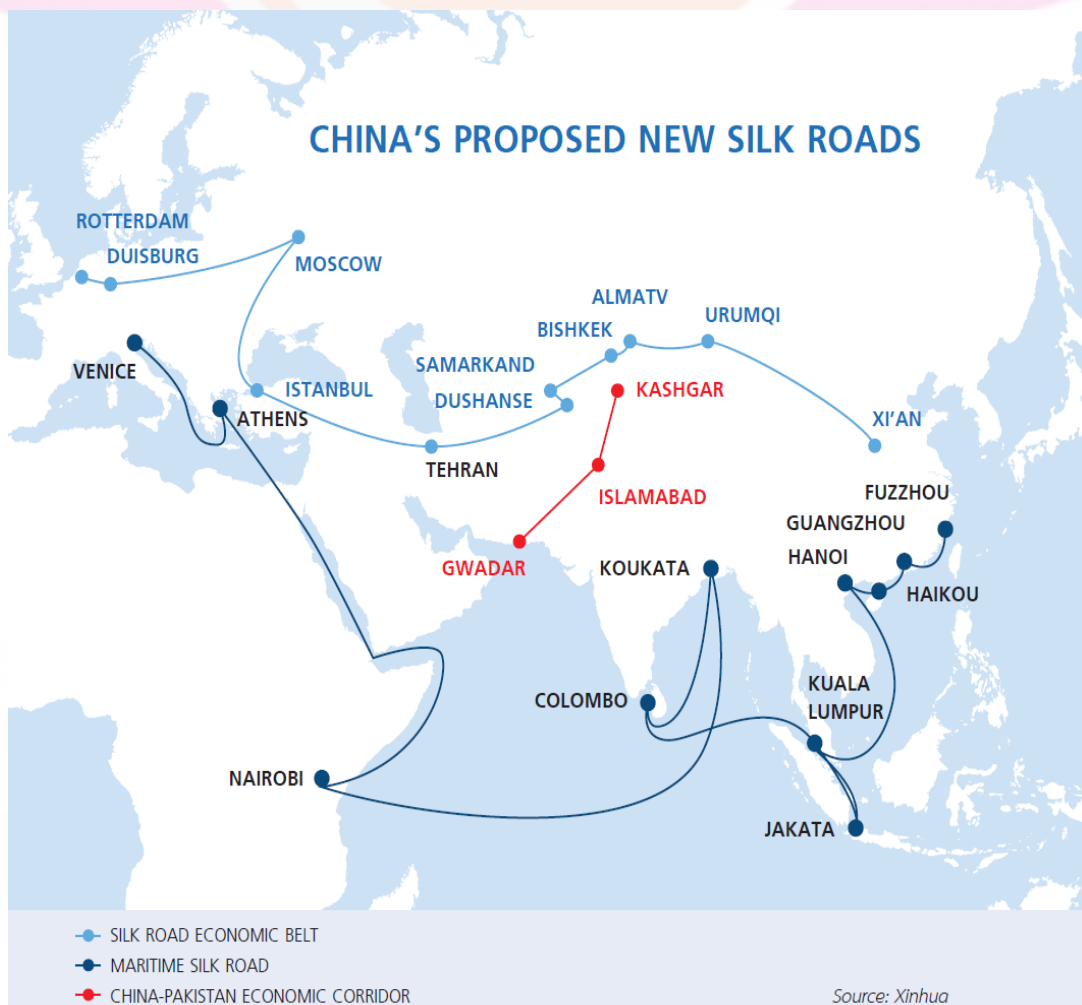 CHINA'S PROPOSED NEW SILK ROADS
ROTTERDAM
DUISBURG
MOSCOW
ALMATV
URUMQI
BISHKEK
VENICE
SAMARKAND
ISTANBUL
KASHGAR
DUSHANSE
ATHENS
XI'AN
TEHRAN
ISLAMABAD
FUZZHOU
GUANGZHOU
GWADAR
KOUKATA
HANOI
HAIKOU
COLOMBO
KUALA
LUMPUR
NAIROBI
JAKATA
SILK ROAD ECONOMIC BELT
MARITIME SILK ROAD
CHINA-PAKISTAN ECONOMIC CORRIDOR
Source: Xinhua